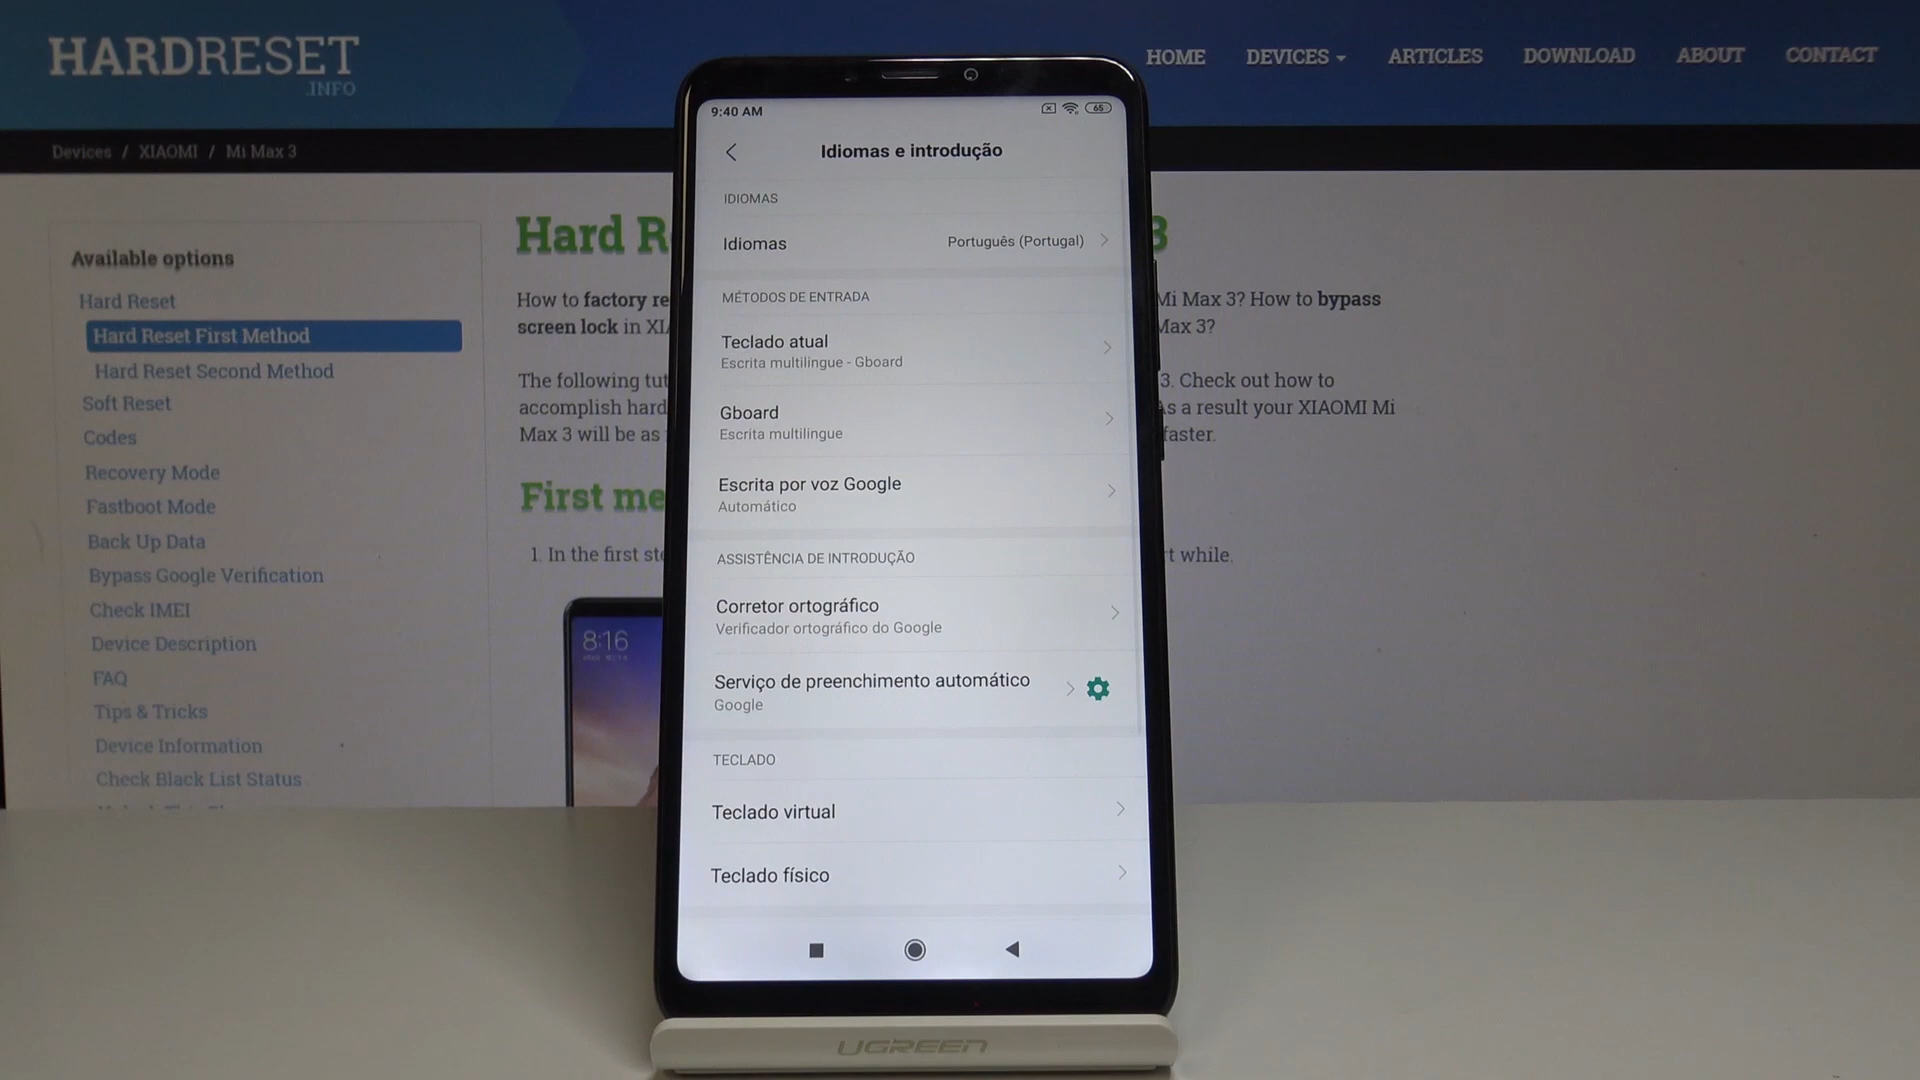 HARDRESET
.INFO
HOME DEVICES ARTICLES DOWNLOAD ABOUT CONTACT
Devices / XIAOMI / Mi Max 3
Available options
Hard Reset
Hard Reset First Method
Hard Reset Second Method
Soft Reset
Codes
Recovery Mode
Fastboot Mode
Back Up Data
Bypass Google Verification
Check IMEI
Device Description
FAQ
Tips & Tricks
Device Information
Check Black List Status
Hard R 3
How to factory re Mi Max 3? How to bypass
screen lock in XI Max 3?
The following tut 3. Check out how to
accomplish hard As a result your XIAOMI Mi
Max 3 will be as faster.
First me
1. In the first st t while.
8:16
9:40 AM
65
Idiomas e introdução
IDIOMAS
Idiomas Português (Portugal)
MÉTODOS DE ENTRADA
Teclado atual
Escrita multilingue - Gboard
Gboard
Escrita multilingue
Escrita por voz Google
Automático
ASSISTÊNCIA DE INTRODUÇÃO
Corretor ortográfico
Verificador ortográfico do Google
Serviço de preenchimento automático
Google
TECLADO
Teclado virtual
Teclado físico
UGREEN